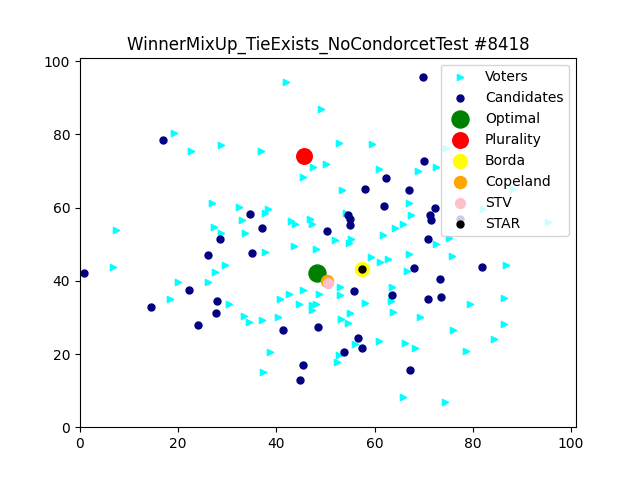 WinnerMixUp_TieExists_NoCondorcetTest #8418
100
80
60
40
20
0
0
20
40
60
80
100
Voters
Candidates
Optimal
Plurality
Borda
Copeland
STV
STAR